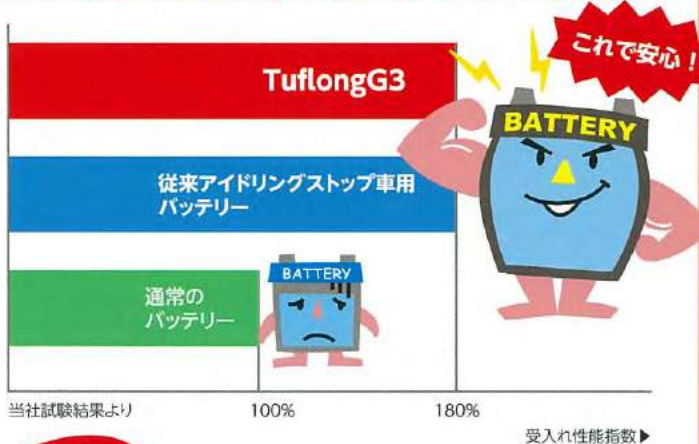 これで安心！
TuflongG3
BATTERY
従来アイドリングストップ車用
バッテリー
BATTERY
通常の
バッテリー
当社試験結果より
100%
180%
受入れ性能指数▶